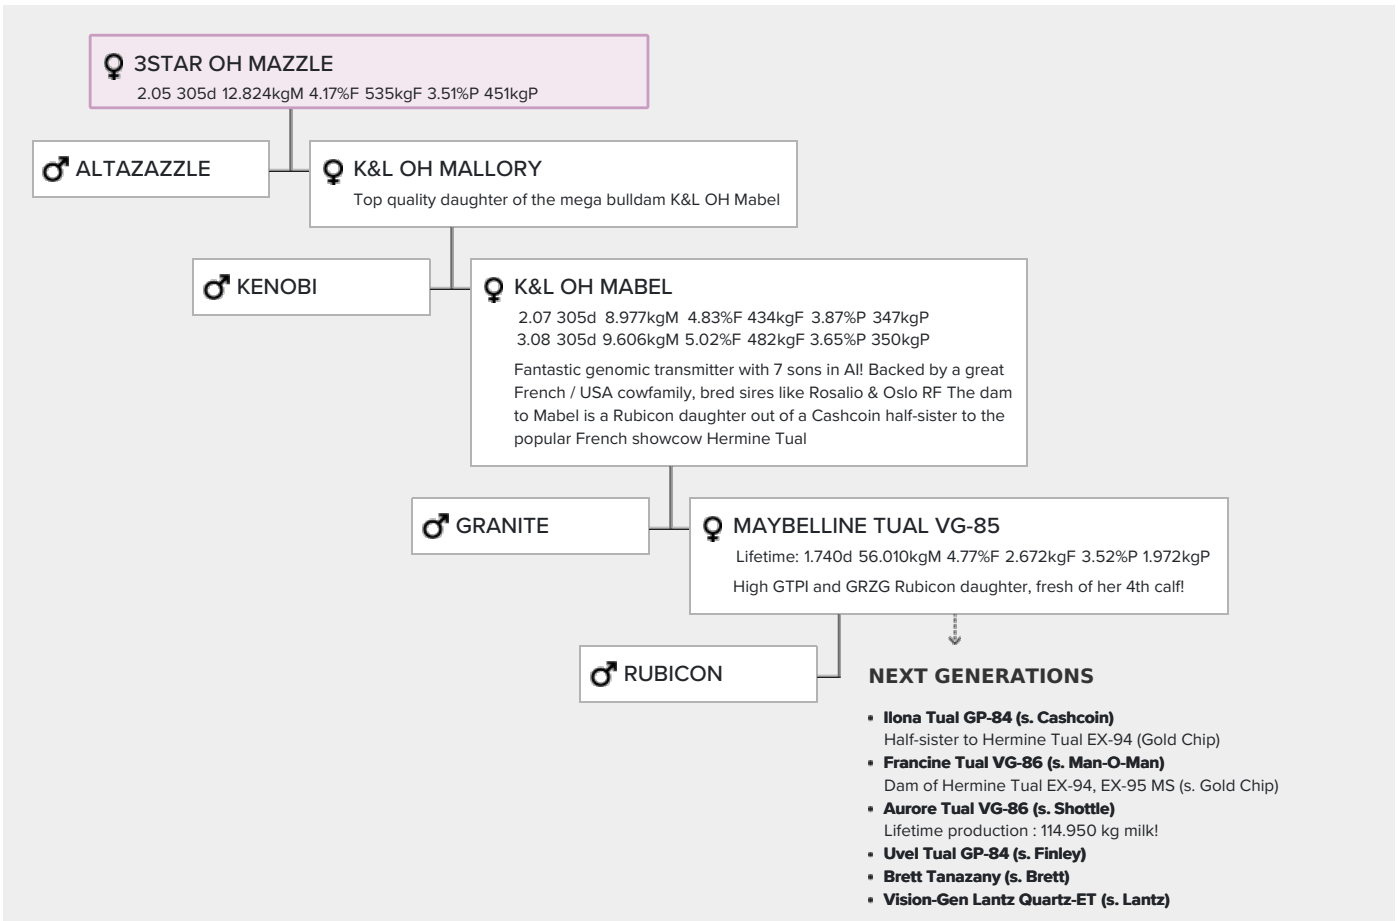 3STAR OH MAZZLE
2.05 305d 12.824kgM 4.17%F 535kgF 3.51%P 451kgP
ALTAZAZZLE
K&L OH MALLORY
Top quality daughter of the mega bulldam K&L OH Mabel
KENOBI
K&L OH MABEL
2.07 305d 8.977kgM 4.83%F 434kgF 3.87%P 347kgP
3.08 305d 9.606kgM 5.02%F 482kgF 3.65%P 350kgP
Fantastic genomic transmitter with 7 sons in AI! Backed by a great
French / USA cowfamily, bred sires like Rosalio & Oslo RF The dam
to Mabel is a Rubicon daughter out of a Cashcoin half-sister to the
popular French showcow Hermine Tual
GRANITE
MAYBELLINE TUAL VG-85
Lifetime: 1.740d 56.010kgM 4.77%F 2.672kgF 3.52%P 1.972kgP
High GTPI and GRZG Rubicon daughter, fresh of her 4th calf!
RUBICON
NEXT GENERATIONS
• Ilona Tual GP-84 (s. Cashcoin)
Half-sister to Hermine Tual EX-94 (Gold Chip)
• Francine Tual VG-86 (s. Man-O-Man)
Dam of Hermine Tual EX-94, EX-95 MS (s. Gold Chip)
• Aurore Tual VG-86 (s. Shottle)
Lifetime production : 114.950 kg milk!
• Uvel Tual GP-84 (s. Finley)
• Brett Tanazany (s. Brett)
• Vision-Gen Lantz Quartz-ET (s. Lantz)